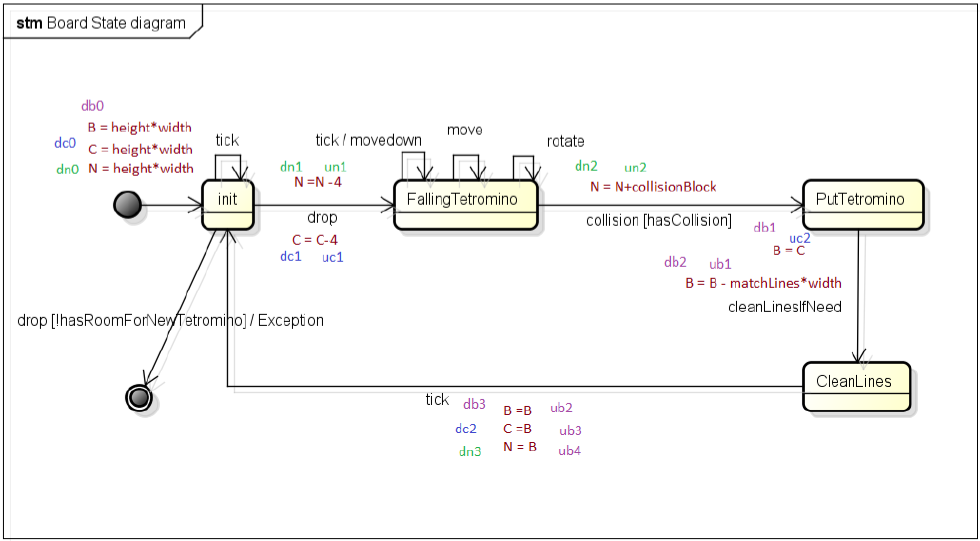 stm Board State diagram
db0
B = height*width
dc0
C = height*width
dn0 N = height*width
tick
dn1 un1
N =N -4
tick / movedown
move
rotate
dn2 un2
N = N+collisionBlock
init
FallingTetromino
PutTetromino
drop
C = C-4
dc1 uc1
collision [hasCollision]
db1
uc2
B = C
db2 ub1
B = B - matchLines*width
cleanLinesIfNeed
drop [!hasRoomForNewTetromino] / Exception
CleanLines
tick
db3 B =B ub2
dc2 C =B ub3
dn3 N = B ub4